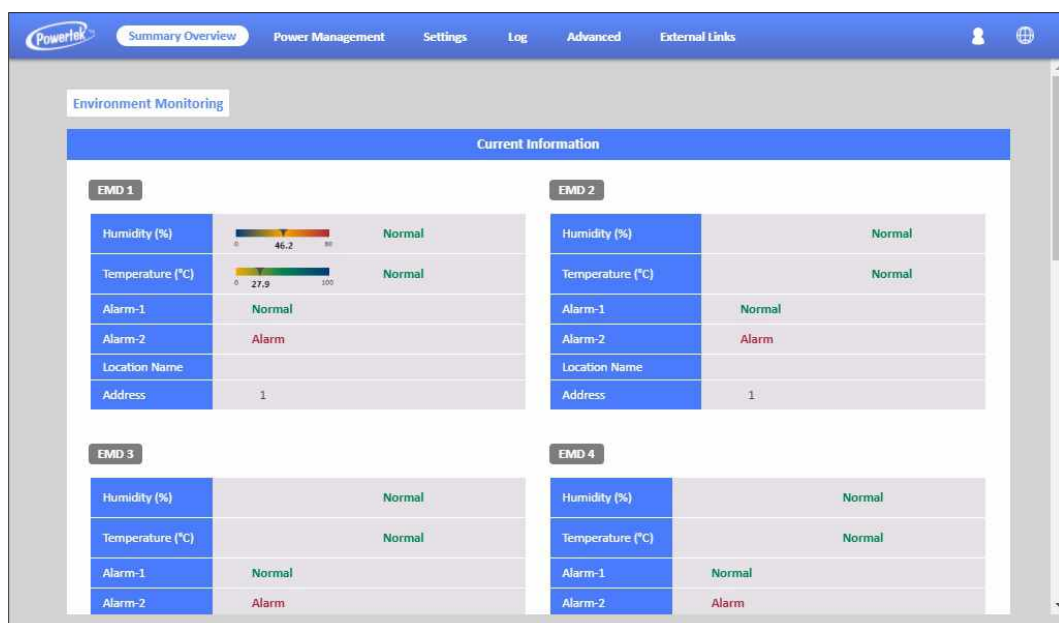 Powertek Summary Overview Power Management Settings Log Advanced External Links
Environment Monitoring
Current Information
EMD 1
Humidity (%) 0 46.2 80 Normal
Temperature (°C) 0 27.9 100 Normal
Alarm-1 Normal
Alarm-2 Alarm
Location Name
Address 1
EMD 2
Humidity (%) Normal
Temperature (°C) Normal
Alarm-1 Normal
Alarm-2 Alarm
Location Name
Address 1
EMD 3
Humidity (%) Normal
Temperature (°C) Normal
Alarm-1 Normal
Alarm-2 Alarm
EMD 4
Humidity (%) Normal
Temperature (°C) Normal
Alarm-1 Normal
Alarm-2 Alarm